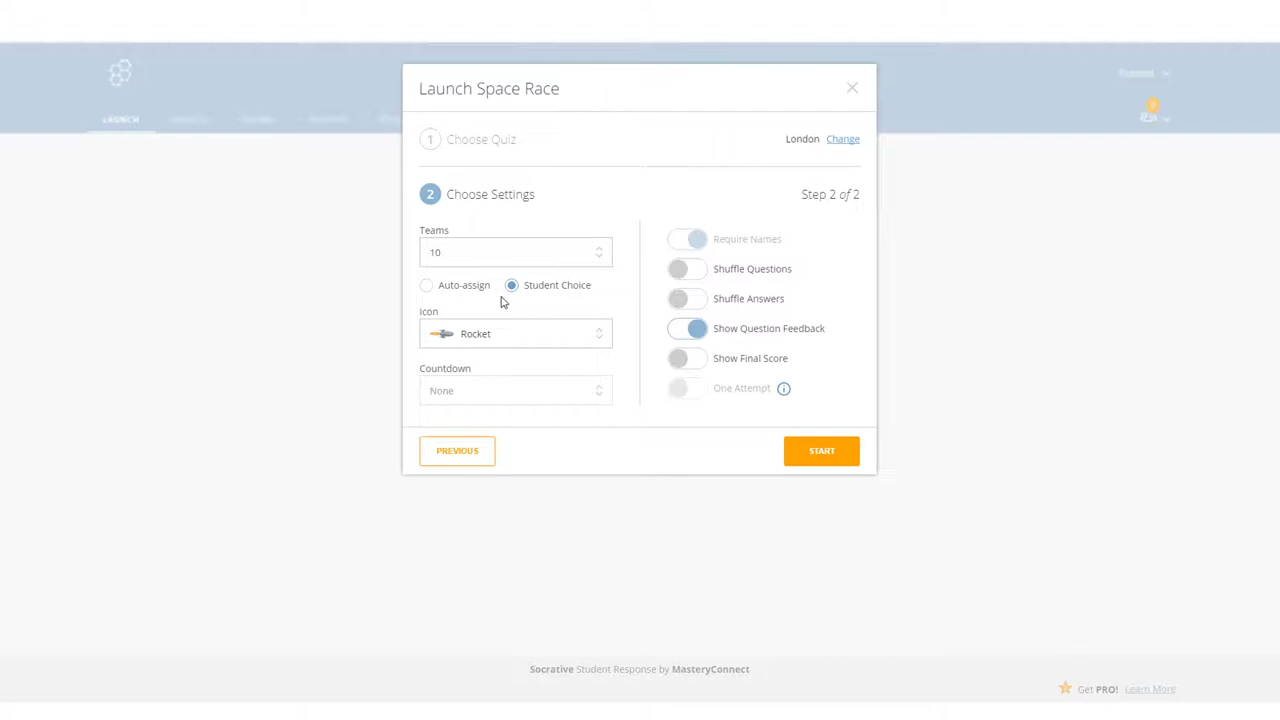 LAUNCH
Launch Space Race
1 Choose Quiz
London Change
2 Choose Settings
Step 2 of 2
Teams
10
Auto-assign Student Choice
Icon
Rocket
Countdown
None
Require Names
Shuffle Questions
Shuffle Answers
Show Question Feedback
Show Final Score
One Attempt
PREVIOUS
START
Socrative Student Response by MasteryConnect
Get PRO! Learn More